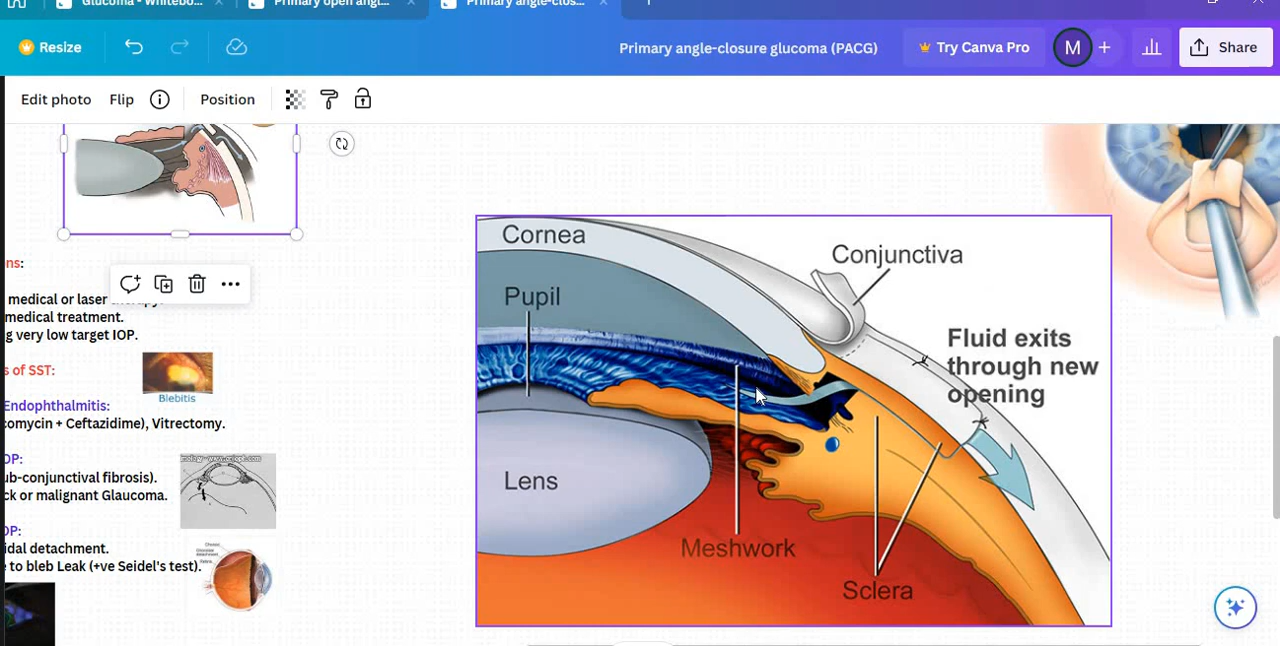 Glucoma - Whitebo...
Primary open angl...
Primary angle-clos...
Resize
Primary angle-closure glucoma (PACG)
Try Canva Pro
M
Share
Edit photo
Flip
Position
ns:
medical or laser
medical treatment.
g very low target IOP.
s of SST:
Blebitis
Endophthalmitis:
omycin + Ceftazidime), Vitrectomy.
OP:
ub-conjunctival fibrosis).
ck or malignant Glaucoma.
OP:
idal detachment.
e to bleb Leak (+ve Seidel's test).
Cornea
Pupil
Lens
Conjunctiva
Fluid exits
through new
opening
Meshwork
Sclera